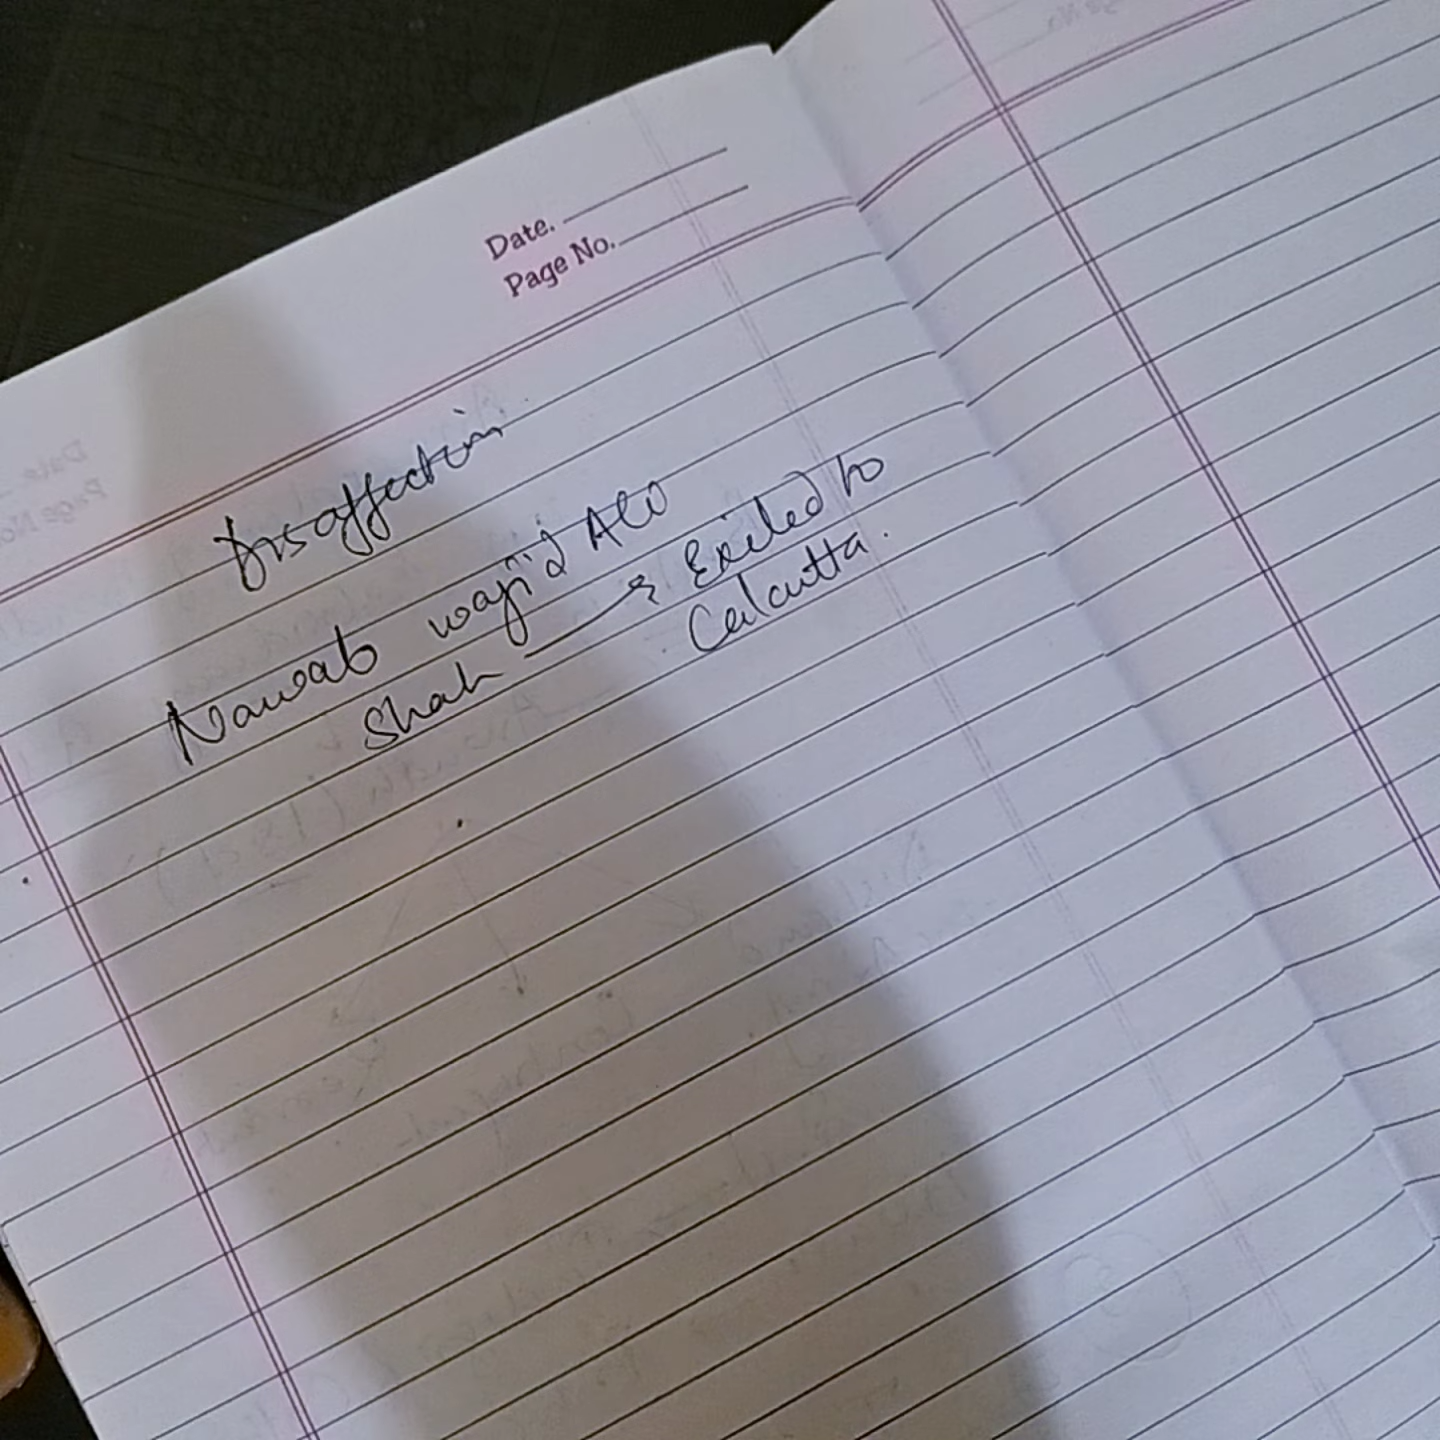 Date.
Page No.
Disaffection
Nawab wajid Ali
Shah → Exiled to
Calcutta.